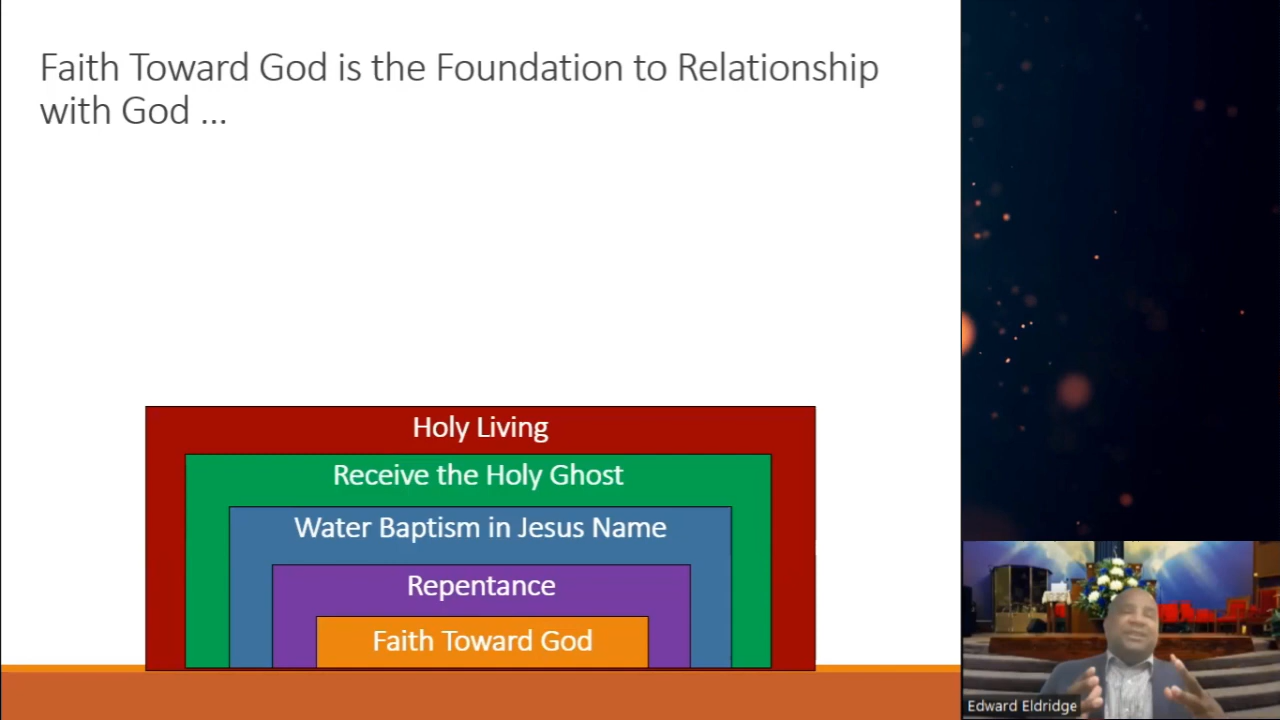 Faith Toward God is the Foundation to Relationship
with God ...
Holy Living
Receive the Holy Ghost
Water Baptism in Jesus Name
Repentance
Faith Toward God
Edward Eldridge